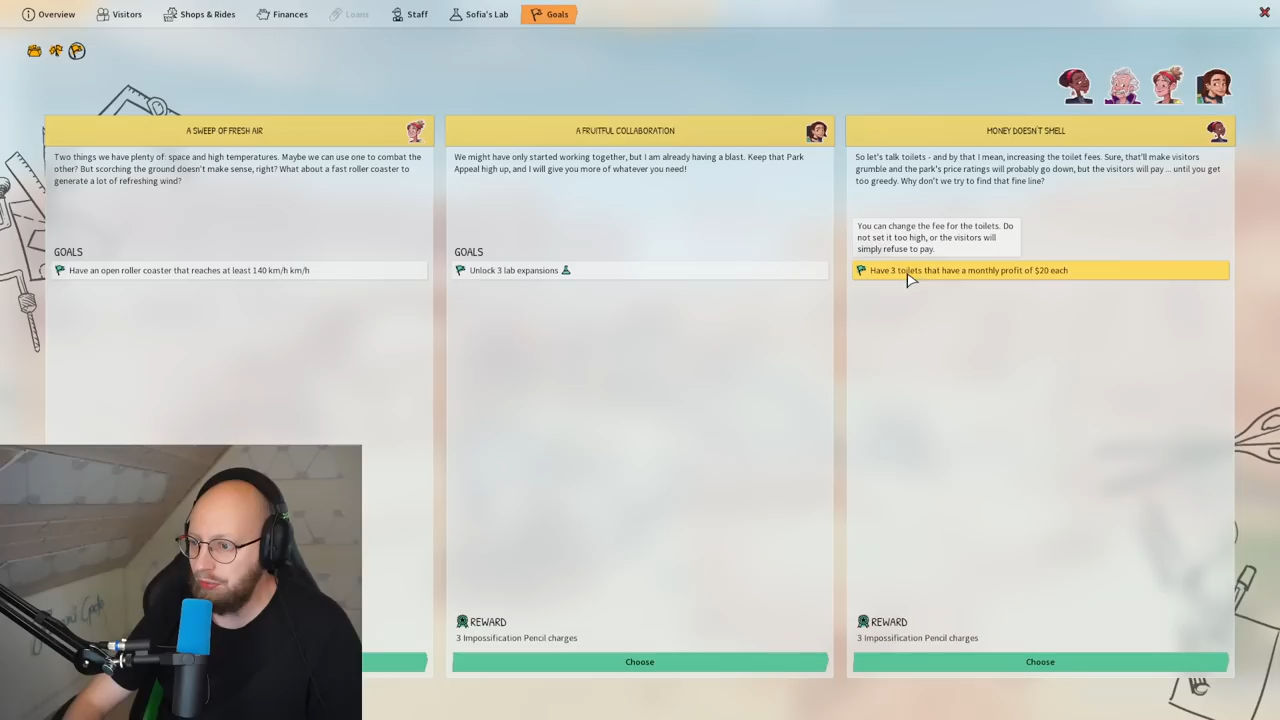 Overview
Visitors
Shops & Rides
Finances
Loans
Staff
Sofia's Lab
Goals
A SWEEP OF FRESH AIR
Two things we have plenty of: space and high temperatures. Maybe we can use one to combat the
other? But scorching the ground doesn't make sense, right? What about a fast roller coaster to
generate a lot of refreshing wind?
GOALS
Have an open roller coaster that reaches at least 140 km/h km/h
A FRUITFUL COLLABORATION
We might have only started working together, but I am already having a blast. Keep that Park
Appeal high up, and I will give you more of whatever you need!
GOALS
Unlock 3 lab expansions
REWARD
3 Impossification Pencil charges
Choose
MONEY DOESN'T SMELL
So let's talk toilets - and by that I mean, increasing the toilet fees. Sure, that'll make visitors
grumble and the park's price ratings will probably go down, but the visitors will pay ... until you get
too greedy. Why don't we try to find that fine line?
You can change the fee for the toilets. Do
not set it too high, or the visitors will
simply refuse to pay.
Have 3 toilets that have a monthly profit of $20 each
REWARD
3 Impossification Pencil charges
Choose